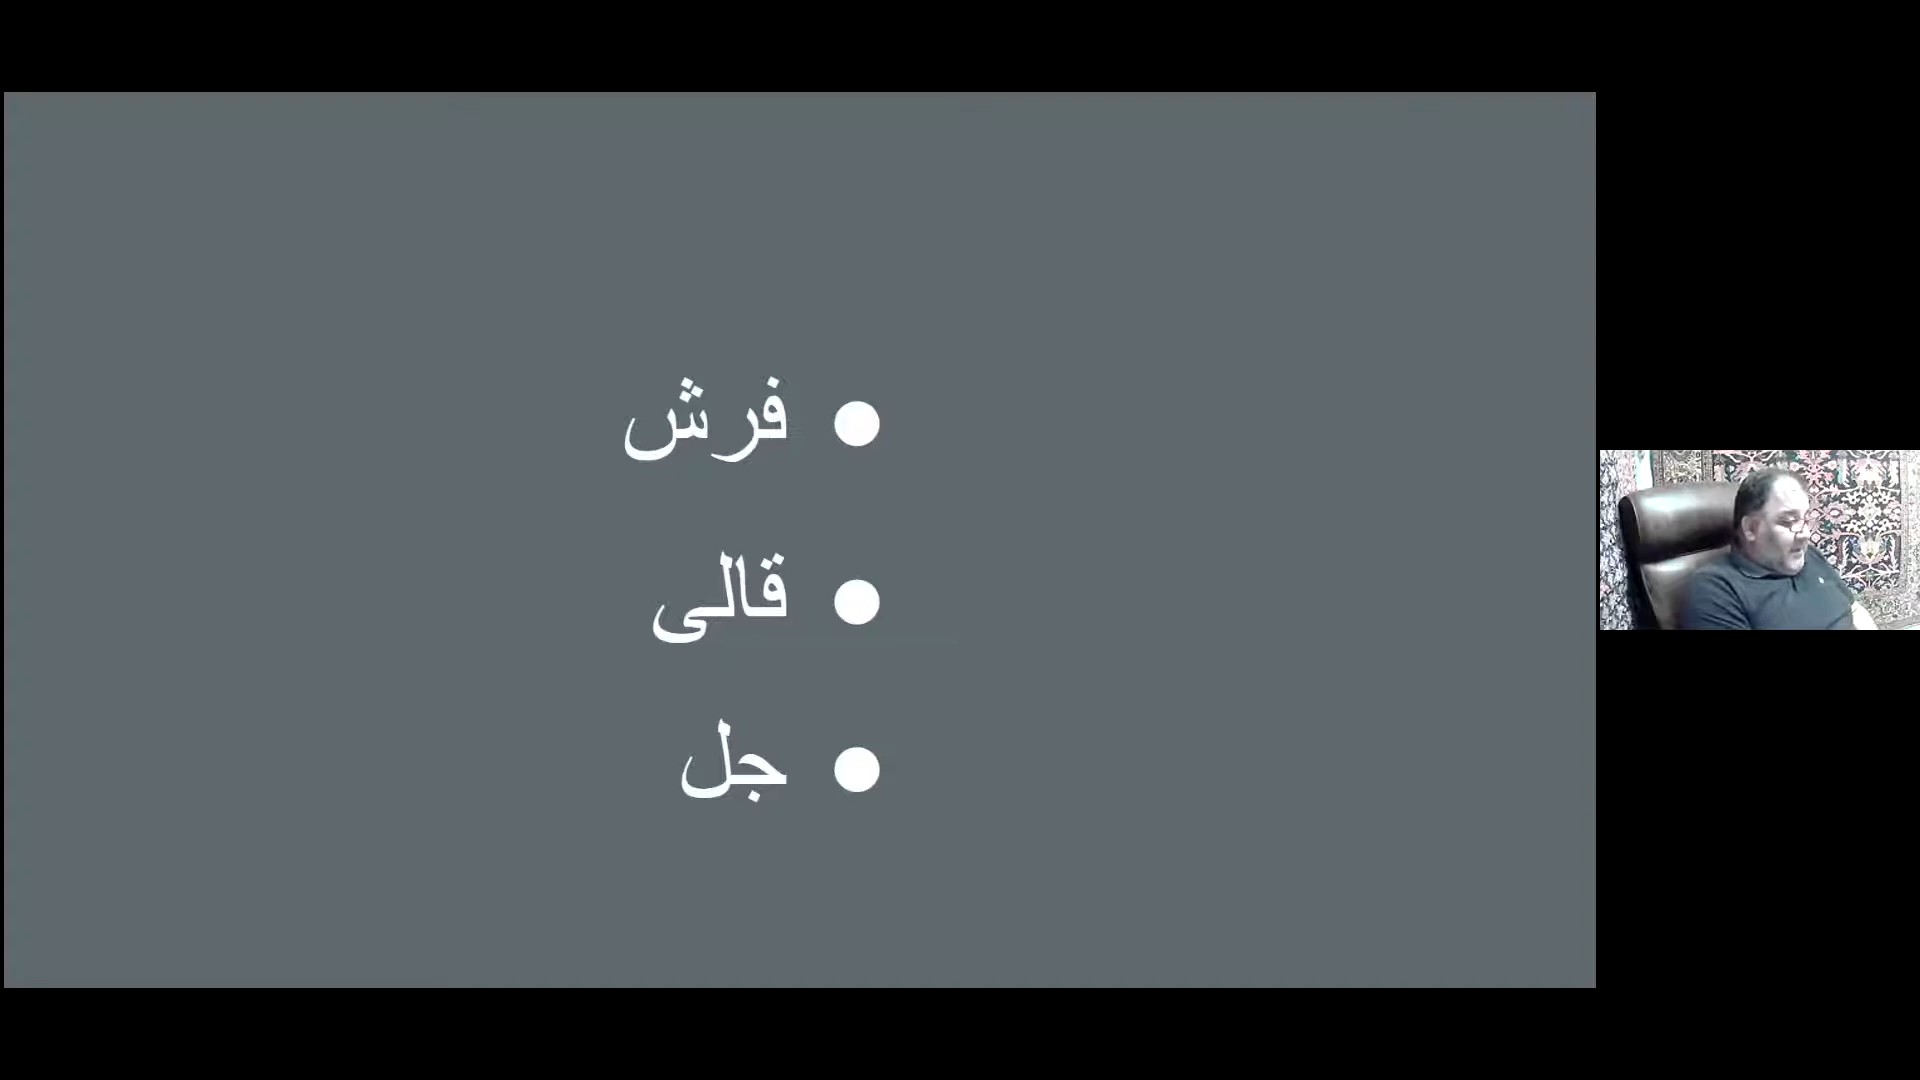 ● فرش
● قالی
● جل